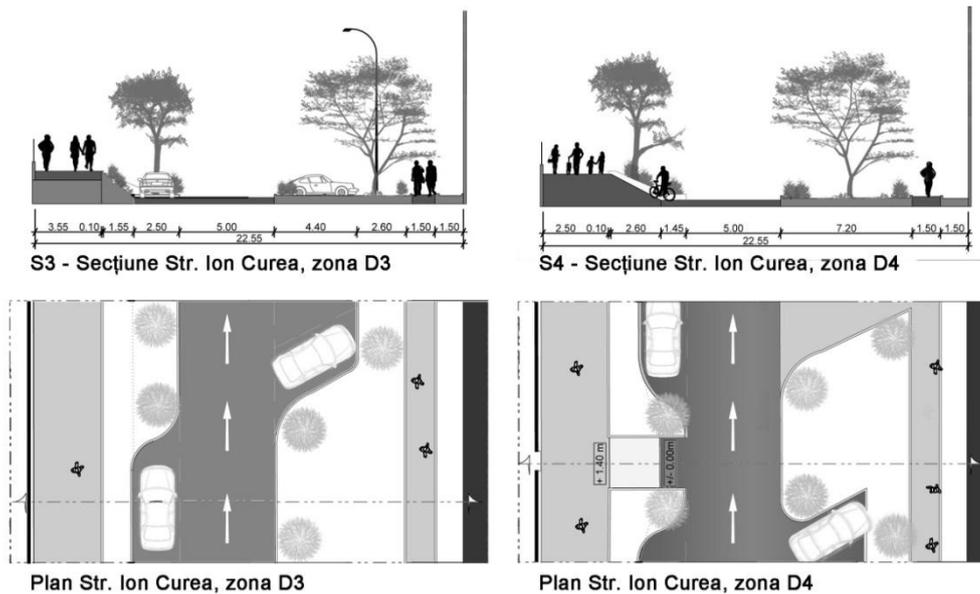 3.55 0.10 1.55 2.50 5.00 4.40 2.60 1.50 1.50
22.55
S3 - Secțiune Str. Ion Curea, zona D3
2.50 0.10 2.60 1.45 5.00 7.20 1.50 1.50
22.55
S4 - Secțiune Str. Ion Curea, zona D4
+ 1.40 m
+/- 0.00m
Plan Str. Ion Curea, zona D3
Plan Str. Ion Curea, zona D4